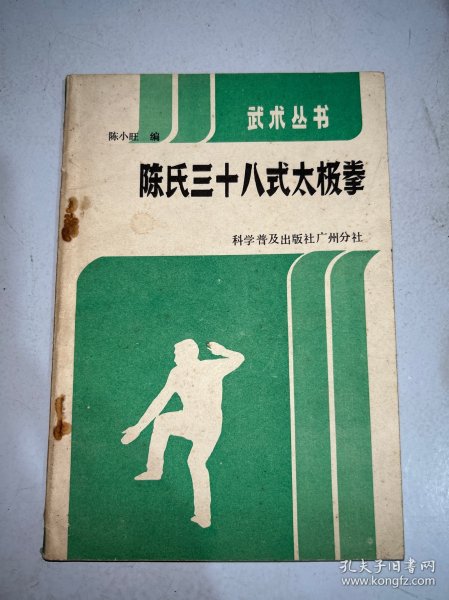 武术丛书
陈小旺 编
陈氏三十八式太极拳
科学普及出版社广州分社
孔夫子旧书网
www.kongfz.com